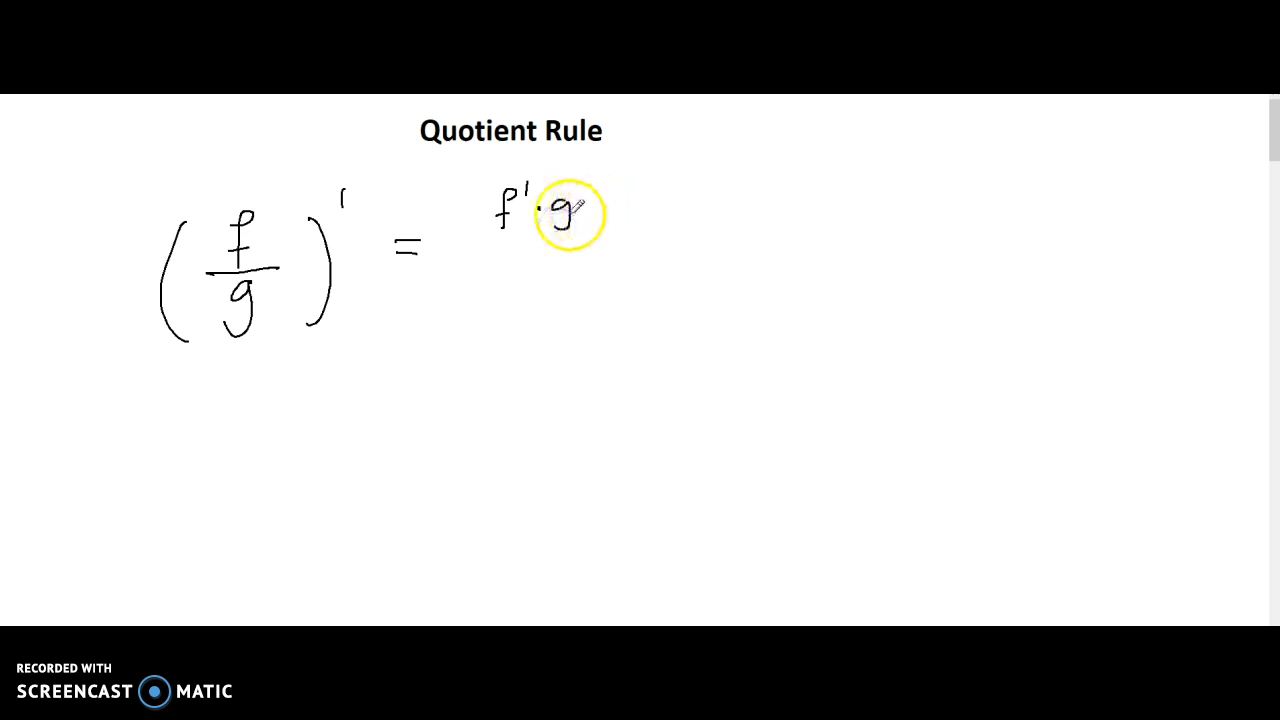 Quotient Rule
(f/g)' = f'·g
RECORDED WITH
SCREENCAST MATIC